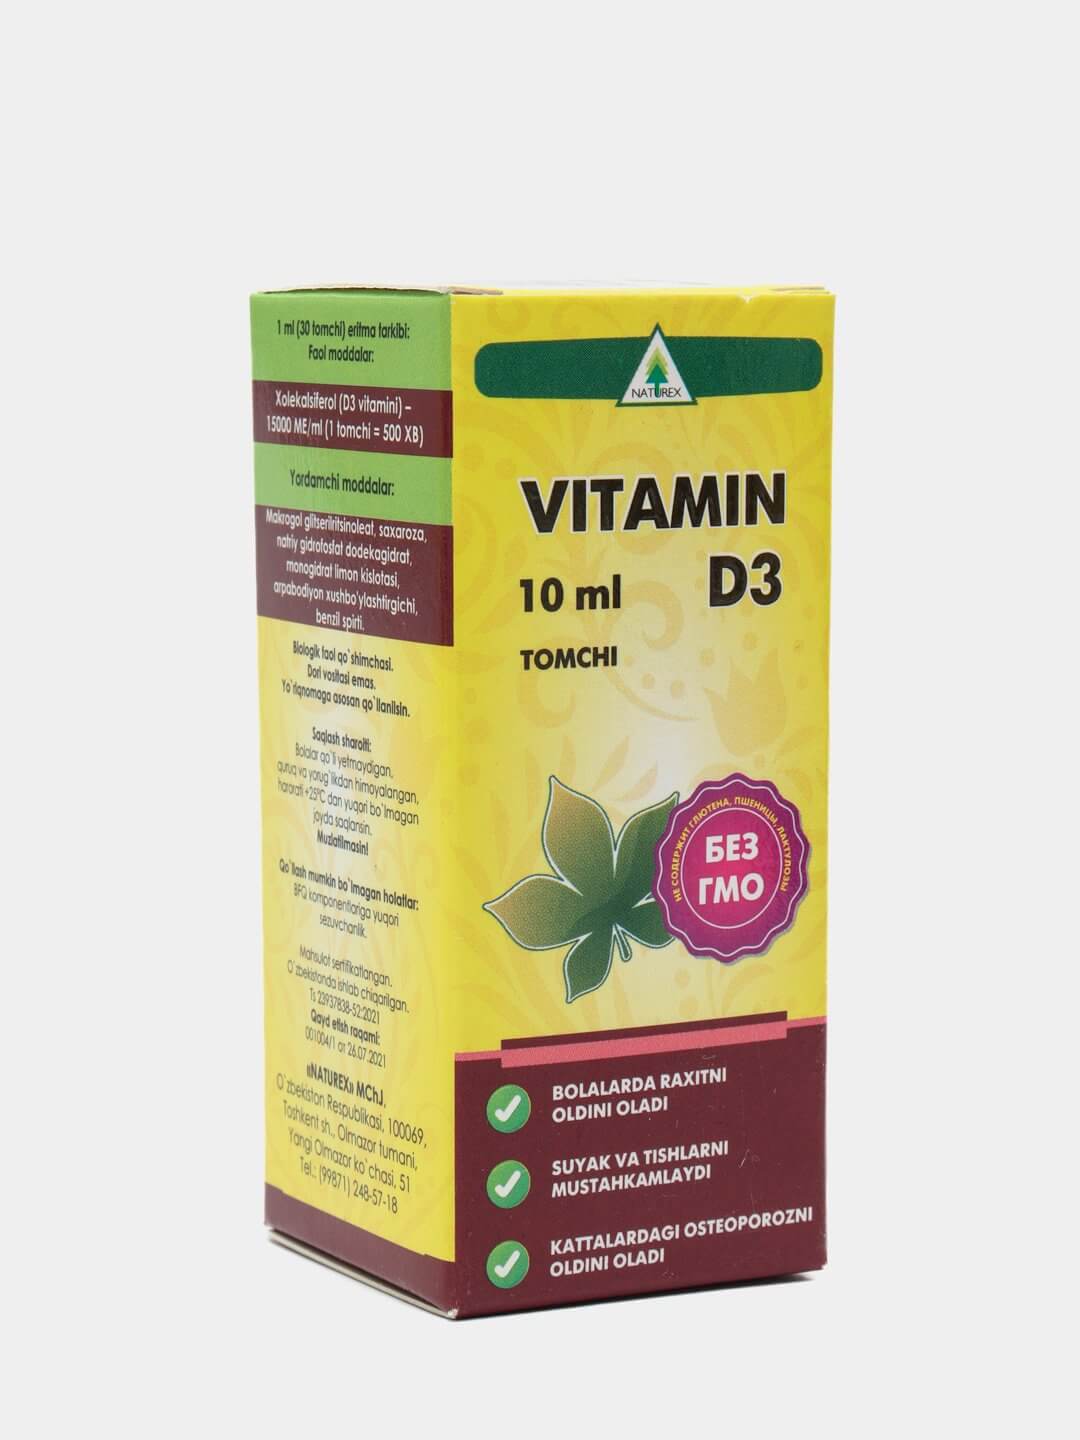 1 ml (30 tomchi) eritma tarkibi:
Faol moddalar:
Xolekalsiferol (D3 vitamini) –
15000 ME/ml (1 tomchi = 500 XB)
Yordamchi moddalar:
Makrogol glitserilritsinoleat, saxaroza,
natriy gidrofosfat dodekagidrat,
monogidrat limon kislotasi,
arpabodiyon xushbo'ylashtirgichi,
benzil spirti.
Biologik faol qo`shimchasi.
Dori vositasi emas.
Yo`riqnomaga asosan qo`llanilsin.
Saqlash sharoiti:
Bolalar qo`li yetmaydigan,
quruq va yorug`likdan himoyalangan,
harorati +25°C dan yuqori bo`lmagan
joyda saqlansin.
Muzlatilmasin!
Qo`llash mumkin bo`lmagan holatlar:
BFQ komponentlariga yuqori
sezuvchanlik.
Mahsulot sertifikatlangan.
O`zbekistonda ishlab chiqarilgan.
Ts 23937838-52:2021
Qayd etish raqami:
001004/1 от 26.07.2021
«NATUREX» MChJ,
O`zbekiston Respublikasi, 100069,
Toshkent sh., Olmazor tumani,
Yangi Olmazor ko`chasi, 51
Tel.: (99871) 248-57-18
NATUREX
VITAMIN
D3
10 ml
TOMCHI
НЕ СОДЕРЖИТ ГЛЮТЕНА, ПШЕНИЦЫ, ЛАКТУЛОЗЫ
БЕЗ
ГМО
BOLALARDA RAXITNI
OLDINI OLADI
SUYAK VA TISHLARNI
MUSTAHKAMLAYDI
KATTALARDAGI OSTEOPOROZNI
OLDINI OLADI